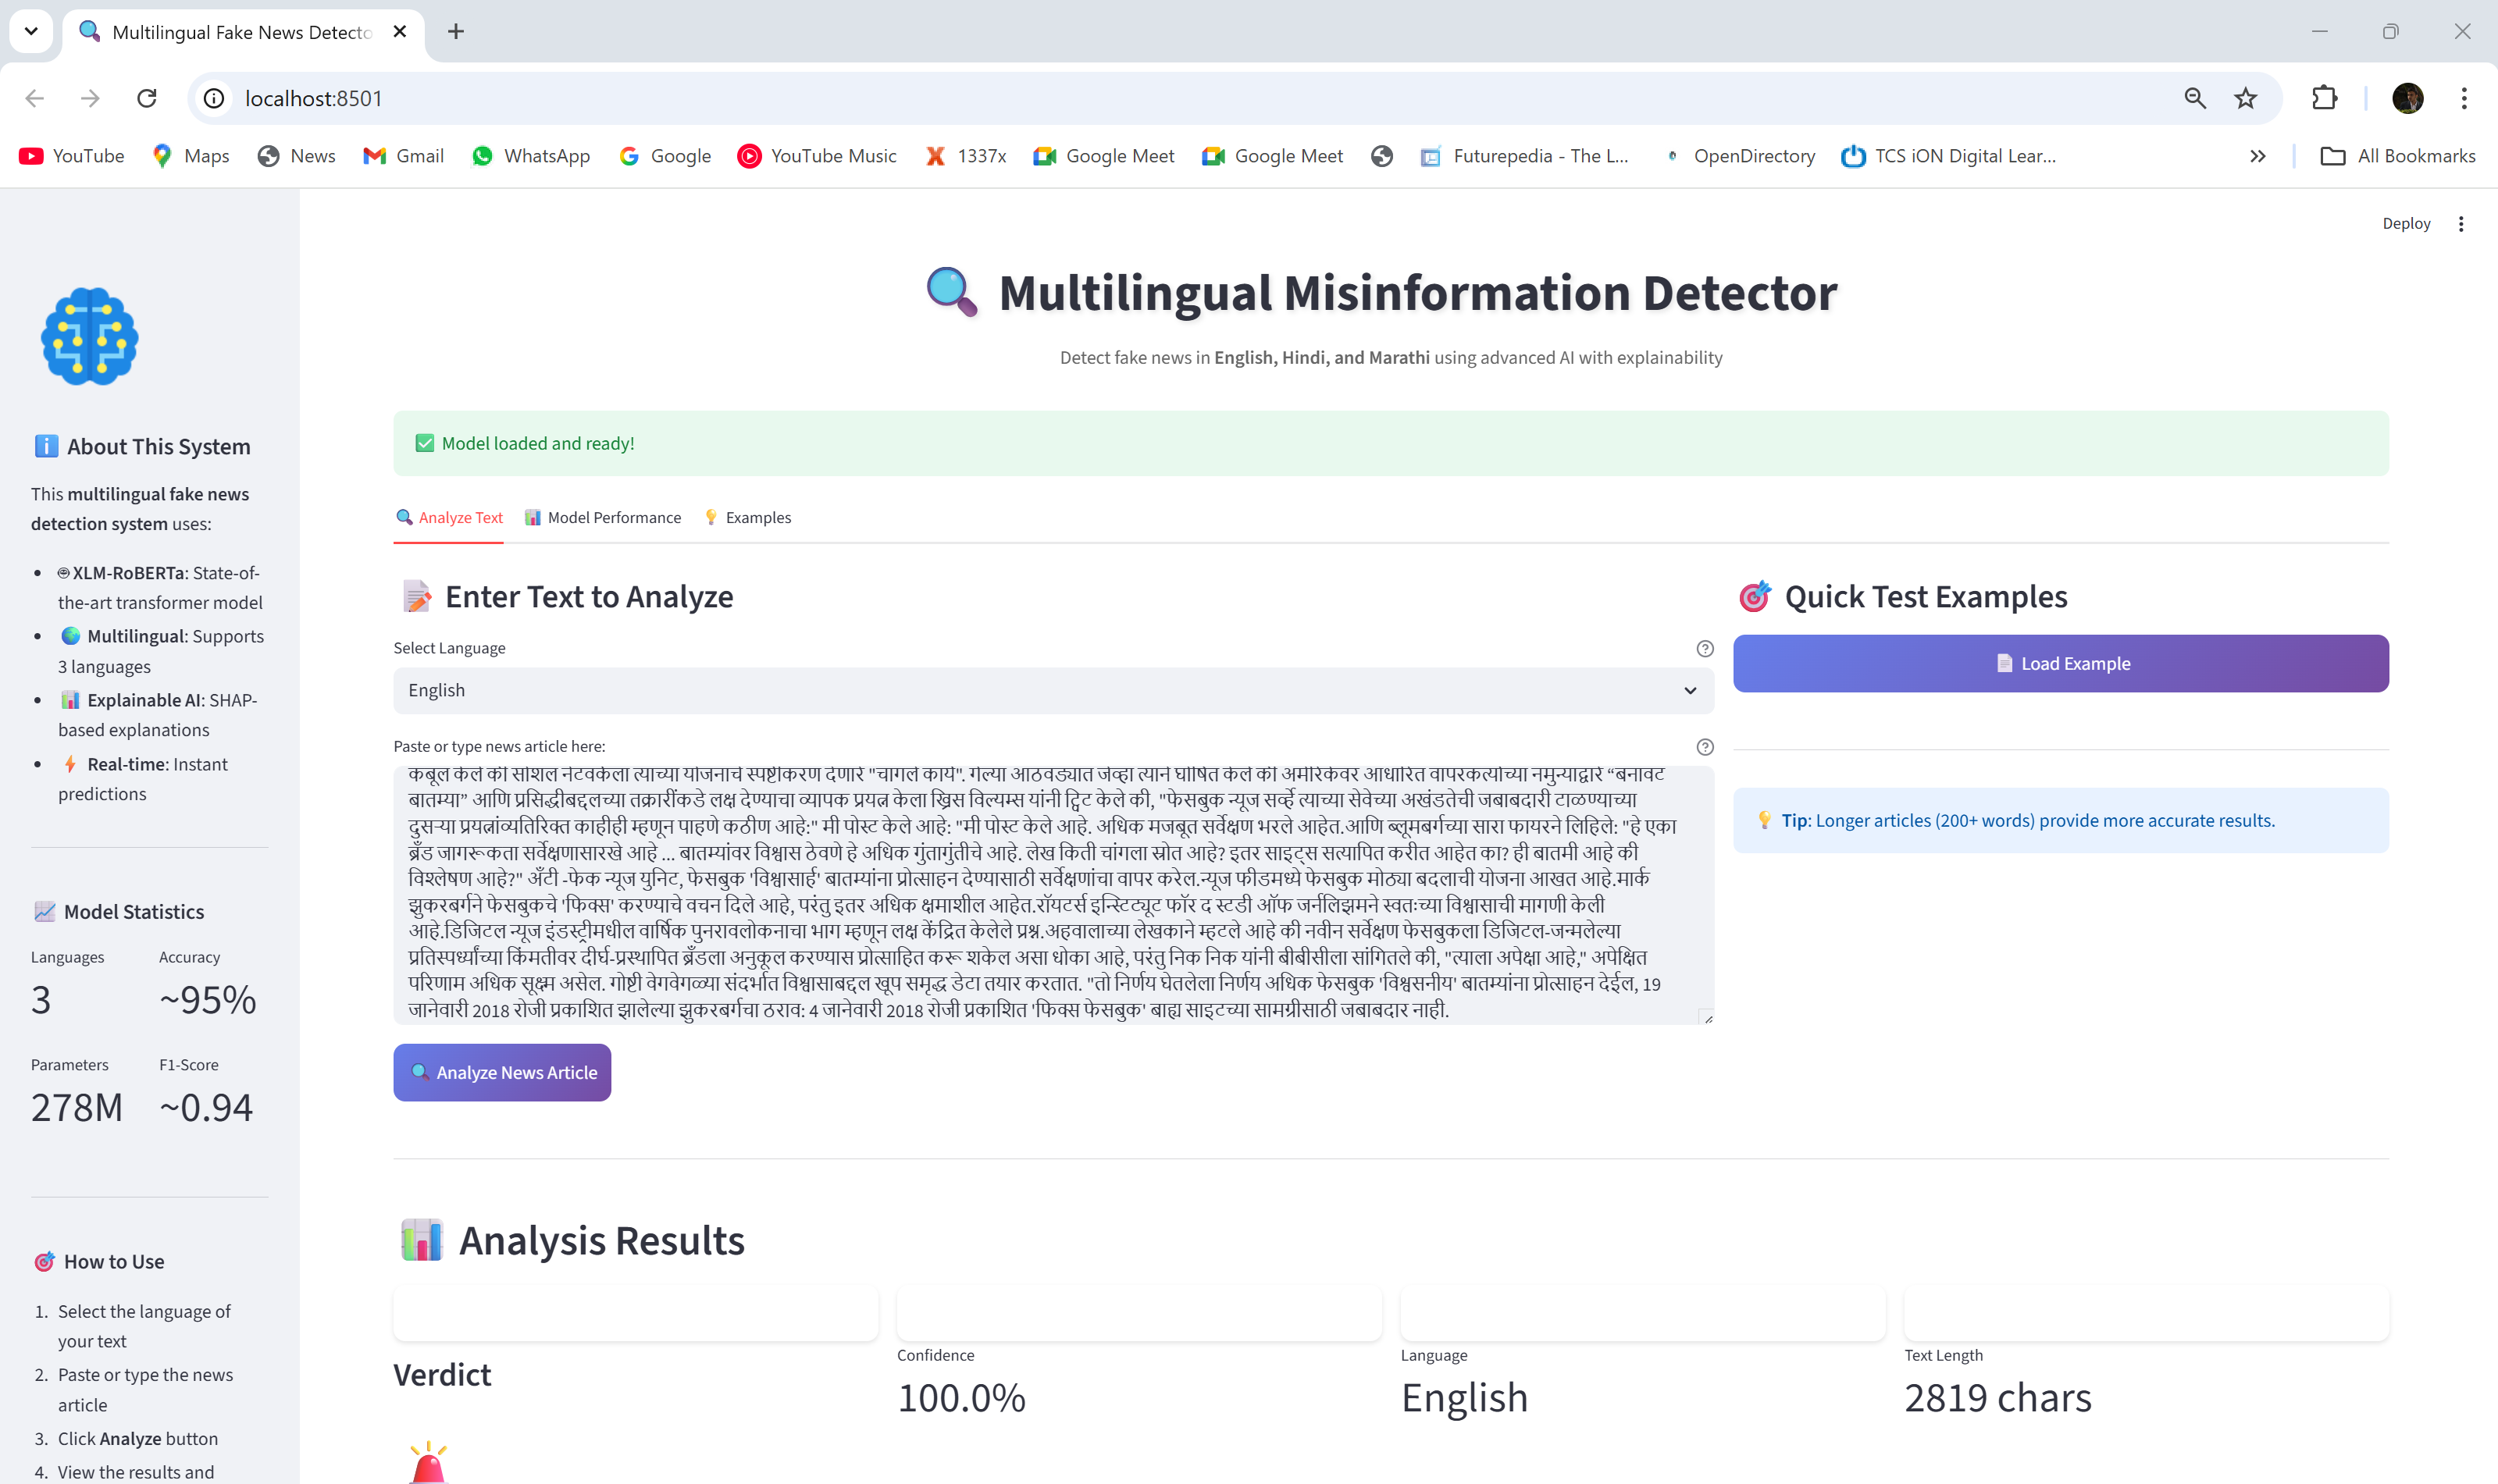 Multilingual Fake News Detecto
localhost:8501
YouTube
Maps
News
Gmail
WhatsApp
Google
YouTube Music
1337x
Google Meet
Google Meet
Futurepedia - The L...
OpenDirectory
TCS iON Digital Lear...
All Bookmarks
Deploy
About This System
This multilingual fake news
detection system uses:
XLM-RoBERTa: State-of-
the-art transformer model
Multilingual: Supports
3 languages
Explainable AI: SHAP-
based explanations
Real-time: Instant
predictions
Model Statistics
Languages
3
Accuracy
~95%
Parameters
278M
F1-Score
~0.94
How to Use
1. Select the language of
your text
2. Paste or type the news
article
3. Click Analyze button
4. View the results and
Multilingual Misinformation Detector
Detect fake news in English, Hindi, and Marathi using advanced AI with explainability
Model loaded and ready!
Analyze Text
Model Performance
Examples
Enter Text to Analyze
Select Language
English
Paste or type news article here:
कबूल केले की सोशल नेटवर्कला त्यांच्या योजनांचे स्पष्टीकरण देणारे "चांगले कार्य". गेल्या आठवड्यात जेव्हा त्याने घोषित केले की अमेरिकेवर आधारित वापरकर्त्यांच्या नमुन्याद्वारे “बनावट
बातम्या” आणि प्रसिद्धीबद्दलच्या तक्रारींकडे लक्ष देण्याचा व्यापक प्रयत्न केला ख्रिस विल्यम्स यांनी ट्विट केले की, "फेसबुक न्यूज सर्व्हे त्याच्या सेवेच्या अखंडतेची जबाबदारी टाळण्याच्या
दुसऱ्या प्रयत्नांव्यतिरिक्त काहीही म्हणून पाहणे कठीण आहे:" मी पोस्ट केले आहे: "मी पोस्ट केले आहे. अधिक मजबूत सर्वेक्षण भरले आहेत.आणि ब्लूमबर्गच्या सारा फायरने लिहिले: "हे एका
ब्रँड जागरूकता सर्वेक्षणासारखे आहे ... बातम्यांवर विश्वास ठेवणे हे अधिक गुंतागुंतीचे आहे. लेख किती चांगला स्रोत आहे? इतर साइट्स सत्यापित करीत आहेत का? ही बातमी आहे की
विश्लेषण आहे?" अँटी -फेक न्यूज युनिट, फेसबुक 'विश्वासार्ह' बातम्यांना प्रोत्साहन देण्यासाठी सर्वेक्षणांचा वापर करेल.न्यूज फीडमध्ये फेसबुक मोठ्या बदलाची योजना आखत आहे.मार्क
झुकरबर्गने फेसबुकचे 'फिक्स' करण्याचे वचन दिले आहे, परंतु इतर अधिक क्षमाशील आहेत.रॉयटर्स इन्स्टिट्यूट फॉर द स्टडी ऑफ जर्नलिझमने स्वतःच्या विश्वासाची मागणी केली
आहे.डिजिटल न्यूज इंडस्ट्रीमधील वार्षिक पुनरावलोकनाचा भाग म्हणून लक्ष केंद्रित केलेले प्रश्न.अहवालाच्या लेखकाने म्हटले आहे की नवीन सर्वेक्षण फेसबुकला डिजिटल-जन्मलेल्या
प्रतिस्पर्ध्यांच्या किंमतीवर दीर्घ-प्रस्थापित ब्रँडला अनुकूल करण्यास प्रोत्साहित करू शकेल असा धोका आहे, परंतु निक निक यांनी बीबीसीला सांगितले की, "त्याला अपेक्षा आहे," अपेक्षित
परिणाम अधिक सूक्ष्म असेल. गोष्टी वेगवेगळ्या संदर्भात विश्वासाबद्दल खूप समृद्ध डेटा तयार करतात. "तो निर्णय घेतलेला निर्णय अधिक फेसबुक 'विश्वसनीय' बातम्यांना प्रोत्साहन देईल, 19
जानेवारी 2018 रोजी प्रकाशित झालेल्या झुकरबर्गचा ठराव: 4 जानेवारी 2018 रोजी प्रकाशित 'फिक्स फेसबुक' बाह्य साइटच्या सामग्रीसाठी जबाबदार नाही.
Analyze News Article
Quick Test Examples
Load Example
Tip: Longer articles (200+ words) provide more accurate results.
Analysis Results
Verdict
Confidence
100.0%
Language
English
Text Length
2819 chars